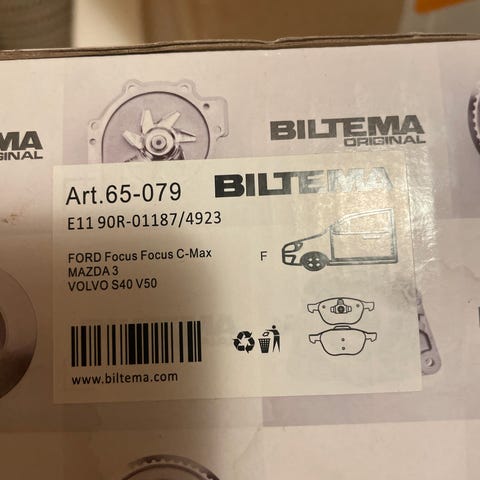 BILTEMA
ORIGINAL
BILTEMA
ORIGINAL
Art.65-079 BILTEMA
E11 90R-01187/4923
FORD Focus Focus C-Max
MAZDA 3
VOLVO S40 V50
F
www.biltema.com